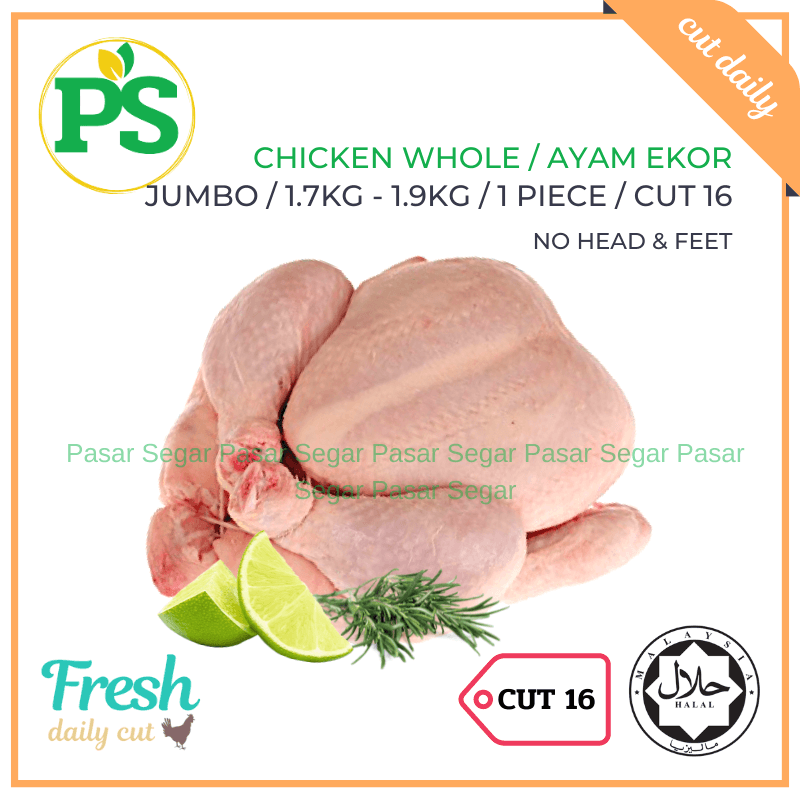 cut daily
PS
CHICKEN WHOLE / AYAM EKOR
JUMBO / 1.7KG - 1.9KG / 1 PIECE / CUT 16
NO HEAD & FEET
Pasar Segar Pasar Segar Pasar Segar Pasar Segar Pasar
Segar Pasar Segar
Fresh
daily cut
CUT 16
MALAYSIA
حلال
HALAL
ماليزيا